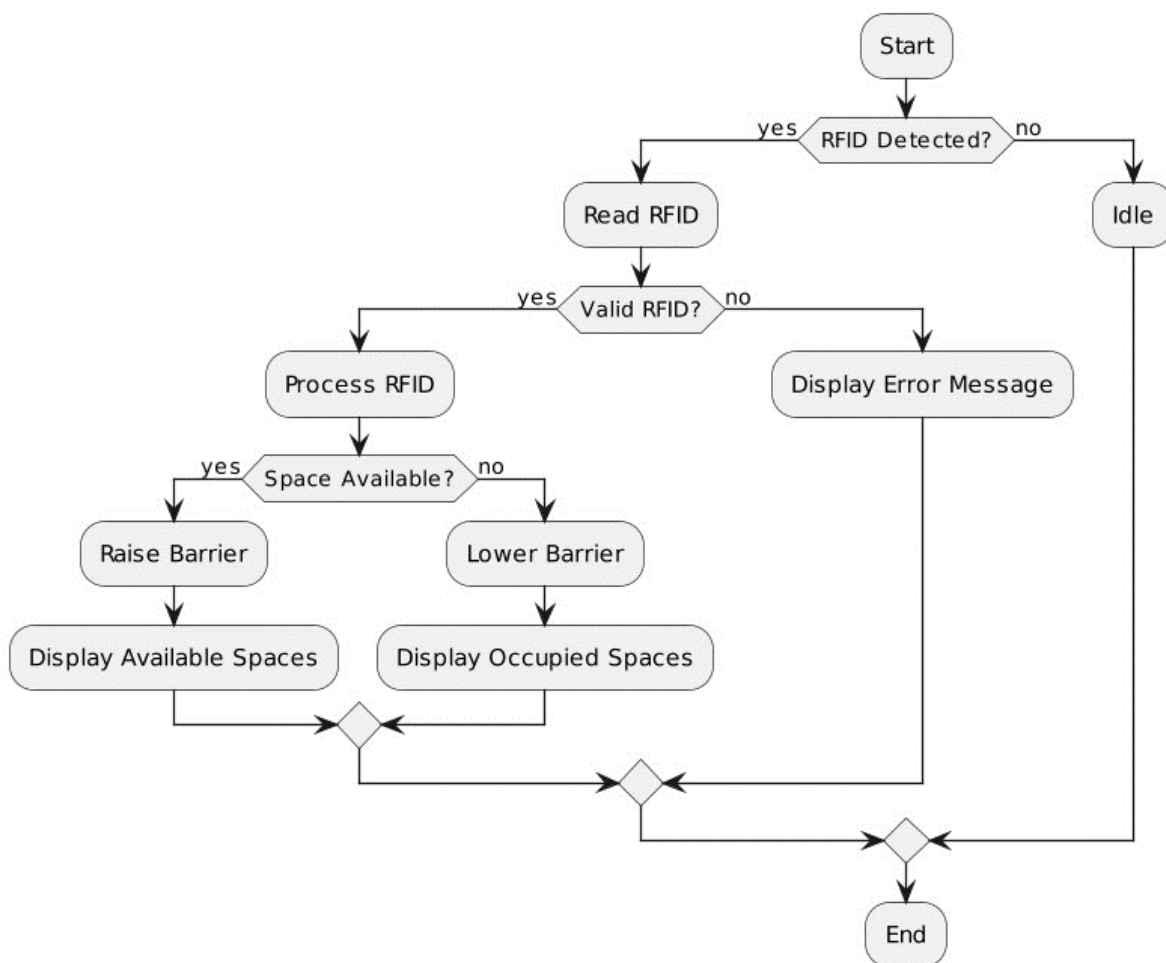 Start
yes
RFID Detected?
no
Read RFID
Idle
yes
Valid RFID?
no
Process RFID
Display Error Message
yes
Space Available?
no
Raise Barrier
Lower Barrier
Display Available Spaces
Display Occupied Spaces
End